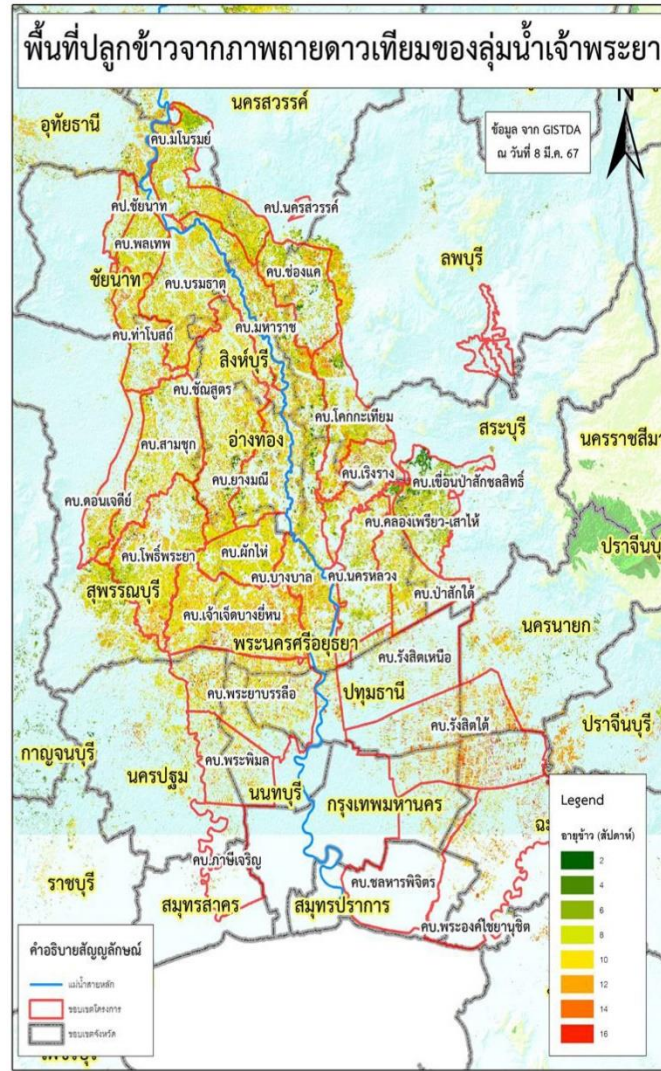 พื้นที่ปลูกข้าวจากภาพถ่ายดาวเทียมของลุ่มน้ำเจ้าพระยา
นครสวรรค์
N
อุทัยธานี
คบ.มโนรมย์
ข้อมูล จาก GISTDA
ณ วันที่ 8 มี.ค. 67
คป.ชัยนาท
คป.นครสวรรค์
คบ.พลเทพ
ลพบุรี
ชัยนาท
คบ.ช่องแค
คบ.บรมธาตุ
คบ.มหาราช
คบ.ท่าโบสถ์
สิงห์บุรี
คบ.ชัณสูตร
คบ.โคกกะเทียม
สระบุรี
คบ.สามชุก
อ่างทอง
นครราชสีมา
คบ.เริงราง
คบ.ยางมณี
คบ.เขื่อนป่าสักชลสิทธิ์
คบ.ดอนเจดีย์
คบ.คลองเพรียว-เสาไห้
ปราจีนบุ
คบ.โพธิ์พระยา
คบ.ผักไห่
คบ.บางบาล
คบ.นครหลวง
สุพรรณบุรี
คบ.ป่าสักใต้
คบ.เจ้าเจ็ดบางยี่หน
นครนายก
พระนครศรีอยุธยา
คบ.รังสิตเหนือ
คบ.พระยาบรรลือ
ปทุมธานี
คบ.รังสิตใต้
ปราจีนบุรี
กาญจนบุรี
คบ.พระพิมล
นครปฐม
นนทบุรี
กรุงเทพมหานคร
ฉะ
คบ.ภาษีเจริญ
ราชบุรี
คบ.ชลหารพิจิตร
สมุทรสาคร
สมุทรปราการ
คบ.พระองค์ไชยานุชิต
Legend
อายุข้าว (สัปดาห์)
2
4
6
8
10
12
14
16
คำอธิบายสัญญลักษณ์
แม่น้ำสายหลัก
ขอบเขตโครงการ
ขอบเขตจังหวัด